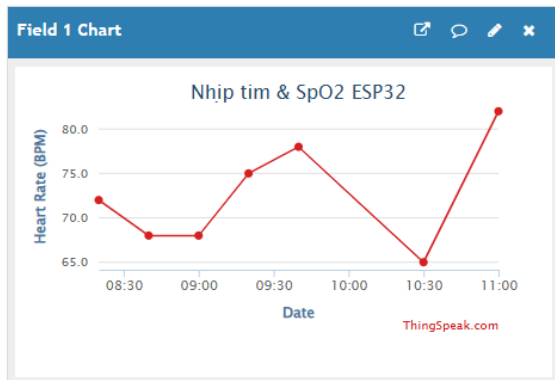 Field 1 Chart
Nhịp tim & SpO2 ESP32
Heart Rate (BPM)
80.0
75.0
70.0
65.0
08:30 09:00 09:30 10:00 10:30 11:00
Date
ThingSpeak.com